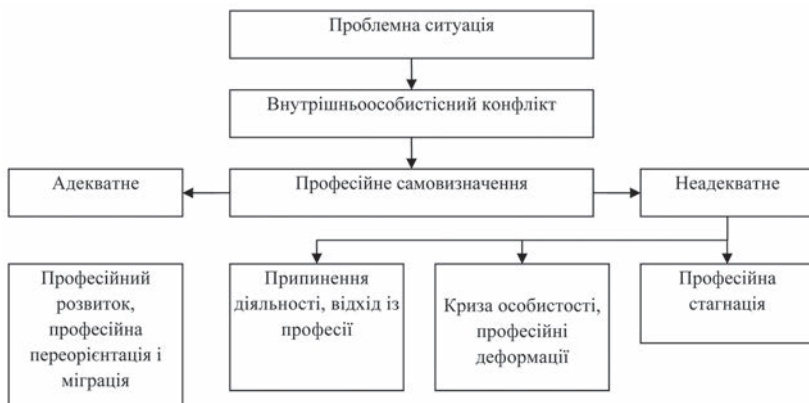 Проблемна ситуація
Внутрішньоособистісний конфлікт
Адекватне
Професійне самовизначення
Неадекватне
Професійний
розвиток,
професійна
переорієнтація і
міграція
Припинення
діяльності, відхід із
професії
Криза особистості,
професійні
деформації
Професійна
стагнація